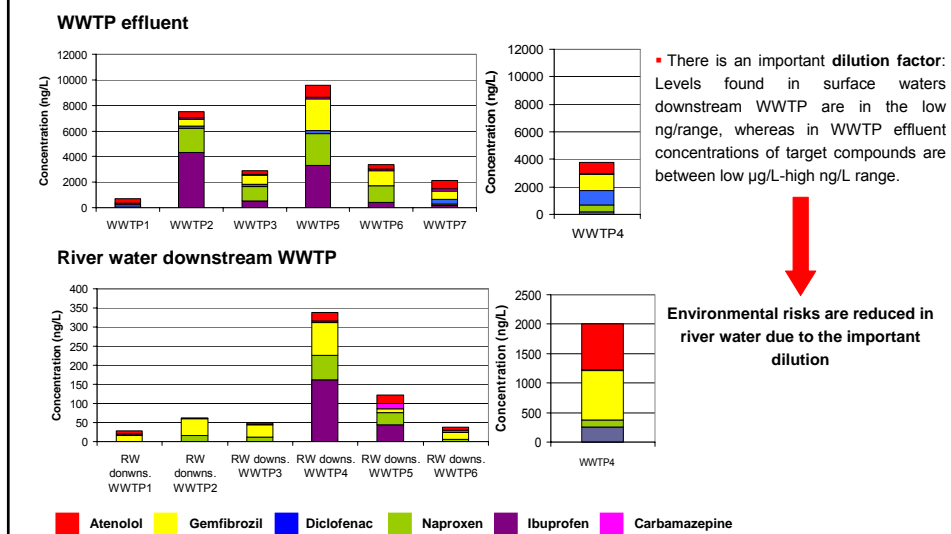 WWTP effluent
Concentration (ng/L)
12000
10000
8000
6000
4000
2000
0
WWTP1
WWTP2
WWTP3
WWTP5
WWTP6
WWTP7
Concentration (ng/L)
12000
10000
8000
6000
4000
2000
0
WWTP4
▪ There is an important dilution factor:
Levels found in surface waters
downstream WWTP are in the low
ng/range, whereas in WWTP effluent
concentrations of target compounds are
between low µg/L-high ng/L range.
Environmental risks are reduced in
river water due to the important
dilution
River water downstream WWTP
Concentration (ng/L)
400
350
300
250
200
150
100
50
0
RW
donwns.
WWTP1
RW
donwns.
WWTP2
RW downs.
WWTP3
RW downs.
WWTP4
RW downs.
WWTP5
RW downs.
WWTP6
Concentration (ng/L)
2500
2000
1500
1000
500
0
WWTP4
Atenolol
Gemfibrozil
Diclofenac
Naproxen
Ibuprofen
Carbamazepine